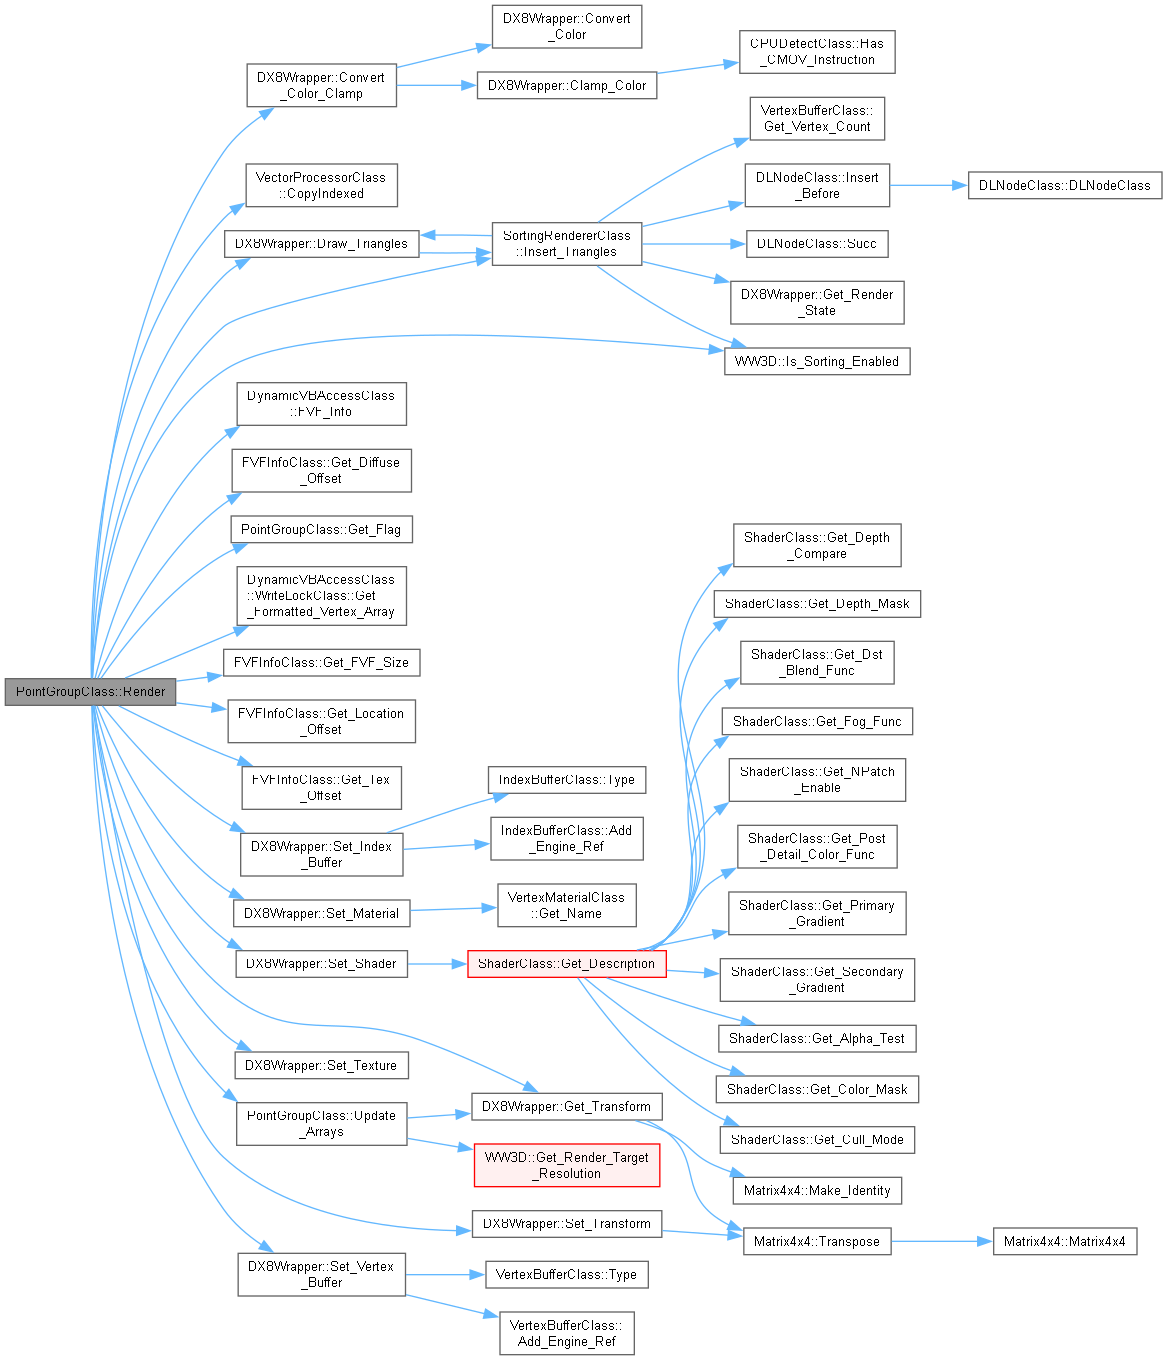 PointGroupClass::Render
DX8Wrapper::Convert
_Color_Clamp
VectorProcessorClass
::CopyIndexed
DX8Wrapper::Draw_Triangles
DynamicVBAccessClass
::FVF_Info
FVFInfoClass::Get_Diffuse
_Offset
PointGroupClass::Get_Flag
DynamicVBAccessClass
::WriteLockClass::Get
_Formatted_Vertex_Array
FVFInfoClass::Get_FVF_Size
FVFInfoClass::Get_Location
_Offset
FVFInfoClass::Get_Tex
_Offset
DX8Wrapper::Set_Index
_Buffer
DX8Wrapper::Set_Material
DX8Wrapper::Set_Shader
DX8Wrapper::Set_Texture
PointGroupClass::Update
_Arrays
DX8Wrapper::Set_Vertex
_Buffer
DX8Wrapper::Convert
_Color
DX8Wrapper::Clamp_Color
SortingRendererClass
::Insert_Triangles
IndexBufferClass::Type
IndexBufferClass::Add
_Engine_Ref
VertexMaterialClass
::Get_Name
ShaderClass::Get_Description
DX8Wrapper::Get_Transform
WW3D::Get_Render_Target
_Resolution
DX8Wrapper::Set_Transform
VertexBufferClass::Type
VertexBufferClass::
Add_Engine_Ref
CPUDetectClass::Has
_CMOV_Instruction
VertexBufferClass::
Get_Vertex_Count
DLNodeClass::Insert
_Before
DLNodeClass::Succ
DX8Wrapper::Get_Render
_State
WW3D::Is_Sorting_Enabled
ShaderClass::Get_Depth
_Compare
ShaderClass::Get_Depth_Mask
ShaderClass::Get_Dst
_Blend_Func
ShaderClass::Get_Fog_Func
ShaderClass::Get_NPatch
_Enable
ShaderClass::Get_Post
_Detail_Color_Func
ShaderClass::Get_Primary
_Gradient
ShaderClass::Get_Secondary
_Gradient
ShaderClass::Get_Alpha_Test
ShaderClass::Get_Color_Mask
ShaderClass::Get_Cull_Mode
Matrix4x4::Make_Identity
Matrix4x4::Transpose
DLNodeClass::DLNodeClass
Matrix4x4::Matrix4x4